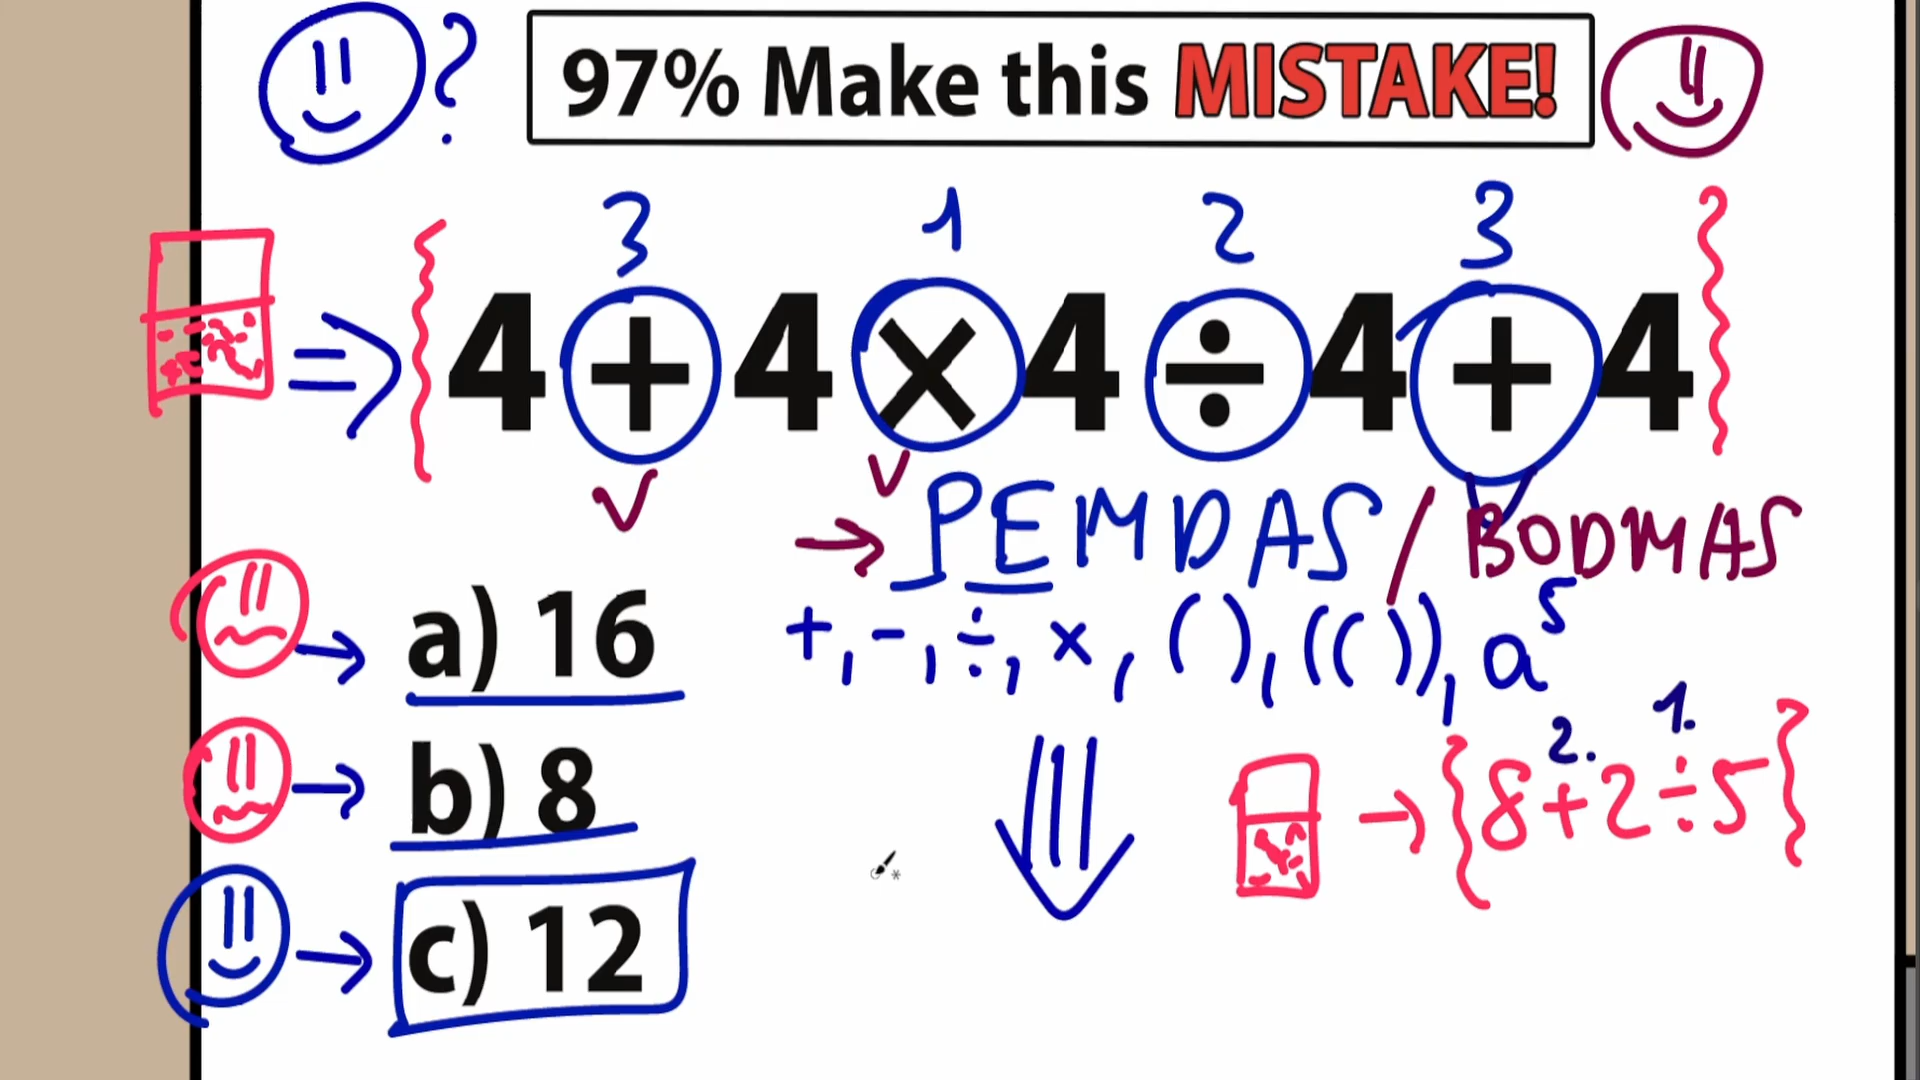 ?
97% Make this MISTAKE!
3 1 2 3
4 + 4 × 4 ÷ 4 + 4
→ PEMDAS / BODMAS
a) 16
+, -, ÷, ×, ( ), (( )), a⁵
b) 8
2. 1.
→ {8+2÷5}
c) 12